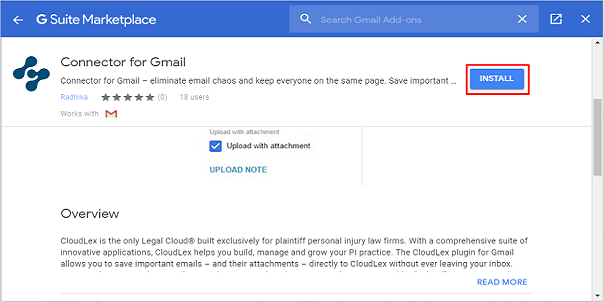 G Suite Marketplace
Search Gmail Add-ons
Connector for Gmail
Connector for Gmail – eliminate email chaos and keep everyone on the same page. Save important ...
INSTALL
Radhika ★★★★★ (0) 18 users
Works with
Upload with attachment
Upload with attachment
UPLOAD NOTE
Overview
CloudLex is the only Legal Cloud® built exclusively for plaintiff personal injury law firms. With a comprehensive suite of
innovative applications, CloudLex helps you build, manage and grow your PI practice. The CloudLex plugin for Gmail
allows you to save important emails – and their attachments – directly to CloudLex without ever leaving your inbox.
READ MORE